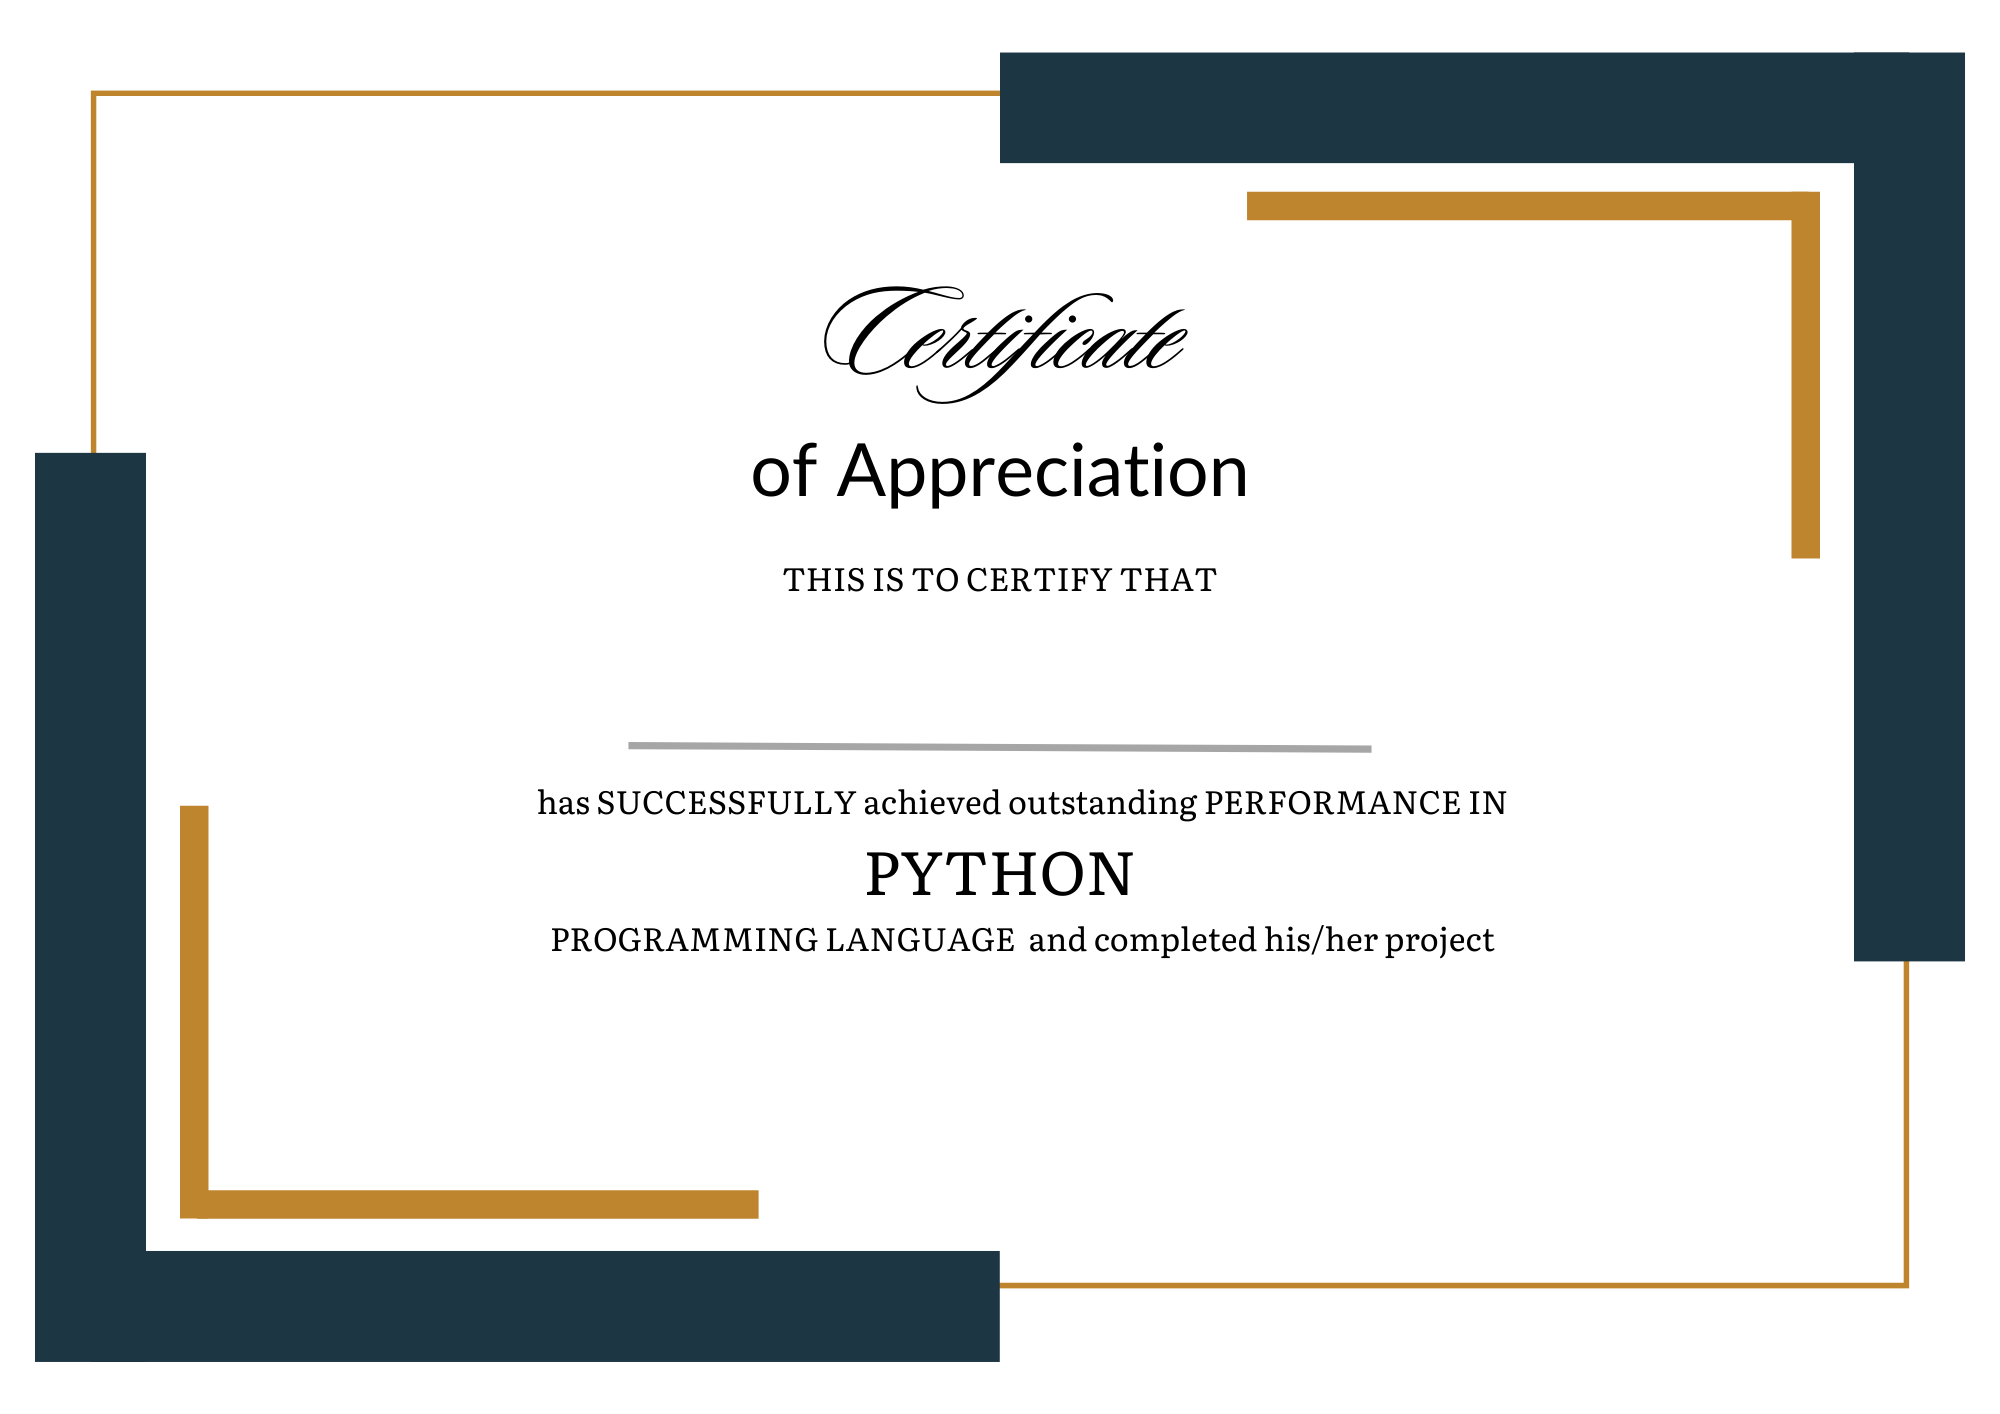 Certificate
of Appreciation
THIS IS TO CERTIFY THAT
has SUCCESSFULLY achieved outstanding PERFORMANCE IN
PYTHON
PROGRAMMING LANGUAGE and completed his/her project